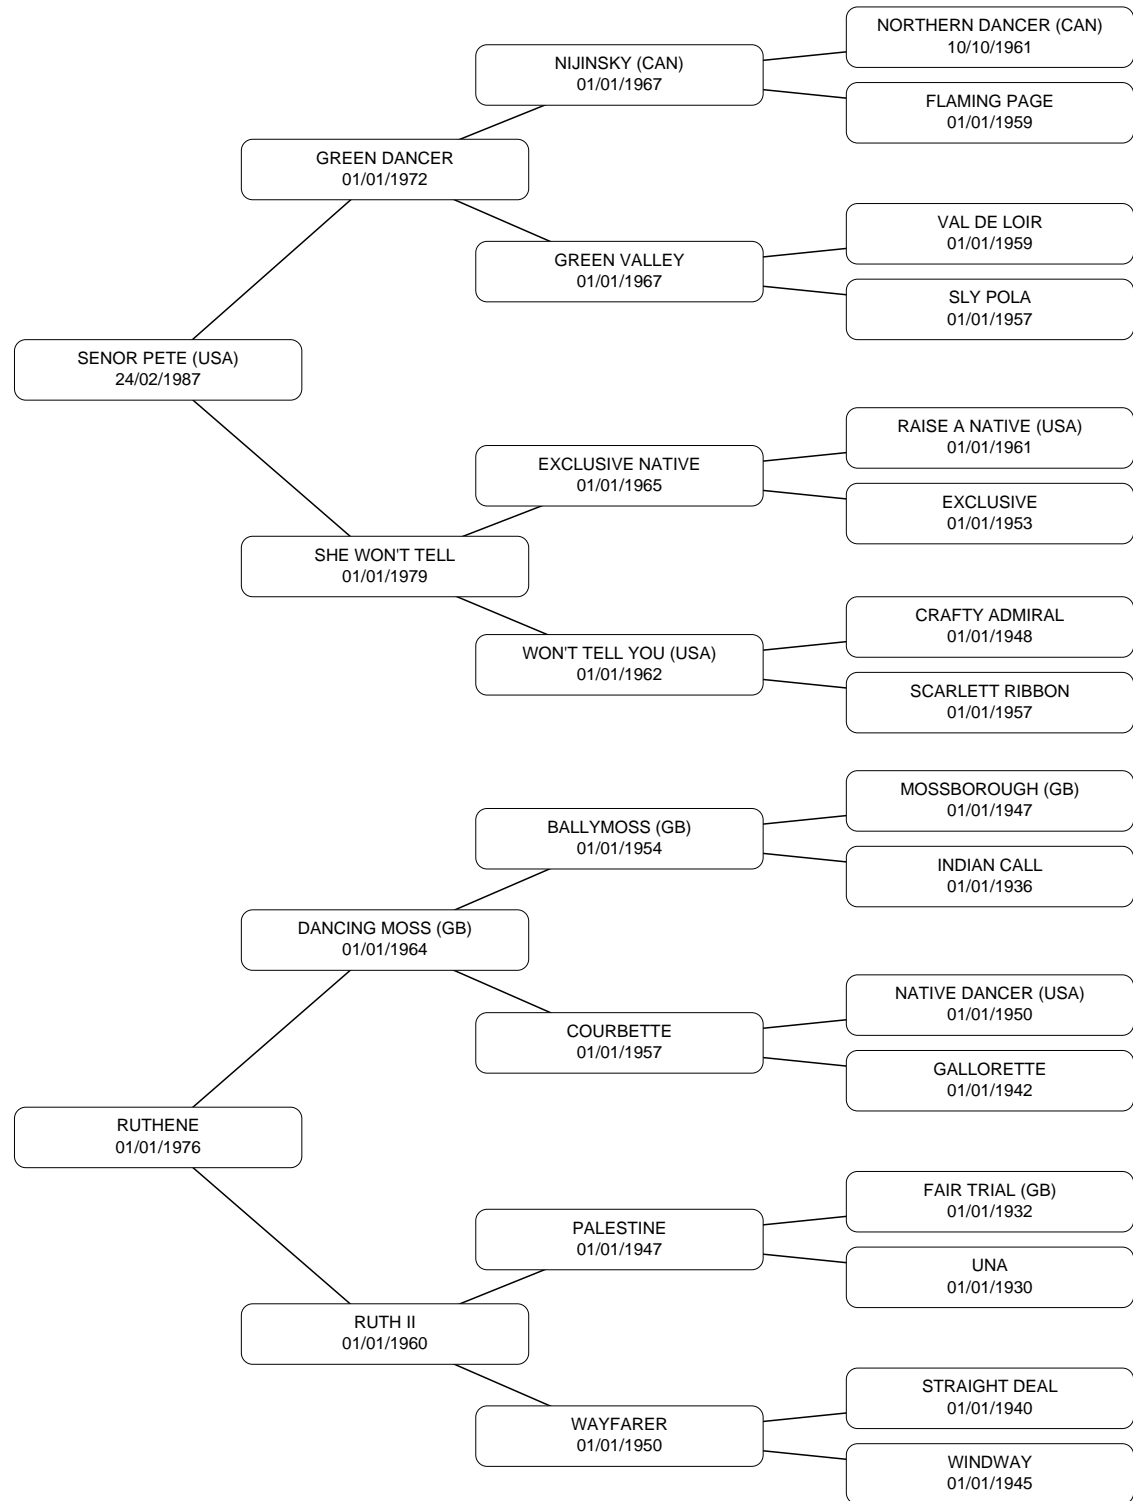 NORTHERN DANCER (CAN)
10/10/1961
NIJINSKY (CAN)
01/01/1967
FLAMING PAGE
01/01/1959
GREEN DANCER
01/01/1972
VAL DE LOIR
01/01/1959
GREEN VALLEY
01/01/1967
SLY POLA
01/01/1957
SENOR PETE (USA)
24/02/1987
RAISE A NATIVE (USA)
01/01/1961
EXCLUSIVE NATIVE
01/01/1965
EXCLUSIVE
01/01/1953
SHE WON'T TELL
01/01/1979
CRAFTY ADMIRAL
01/01/1948
WON'T TELL YOU (USA)
01/01/1962
SCARLETT RIBBON
01/01/1957
MOSSBOROUGH (GB)
01/01/1947
BALLYMOSS (GB)
01/01/1954
INDIAN CALL
01/01/1936
DANCING MOSS (GB)
01/01/1964
NATIVE DANCER (USA)
01/01/1950
COURBETTE
01/01/1957
GALLORETTE
01/01/1942
RUTHENE
01/01/1976
FAIR TRIAL (GB)
01/01/1932
PALESTINE
01/01/1947
UNA
01/01/1930
RUTH II
01/01/1960
STRAIGHT DEAL
01/01/1940
WAYFARER
01/01/1950
WINDWAY
01/01/1945